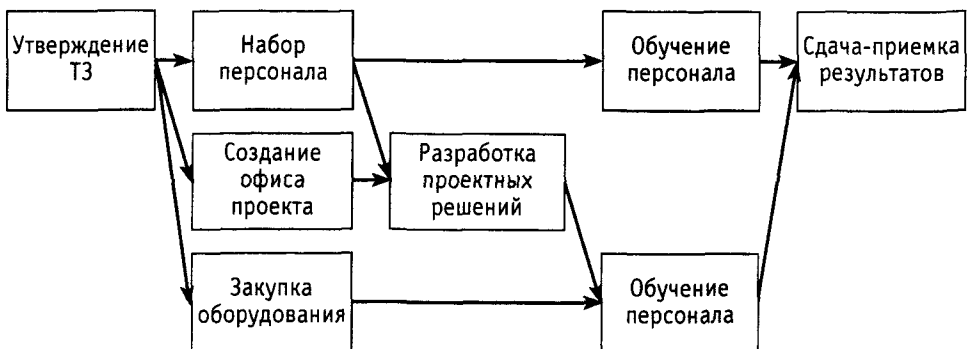 Утверждение
ТЗ
Набор
персонала
Обучение
персонала
Сдача-приемка
результатов
Создание
офиса
проекта
Разработка
проектных
решений
Закупка
оборудования
Обучение
персонала